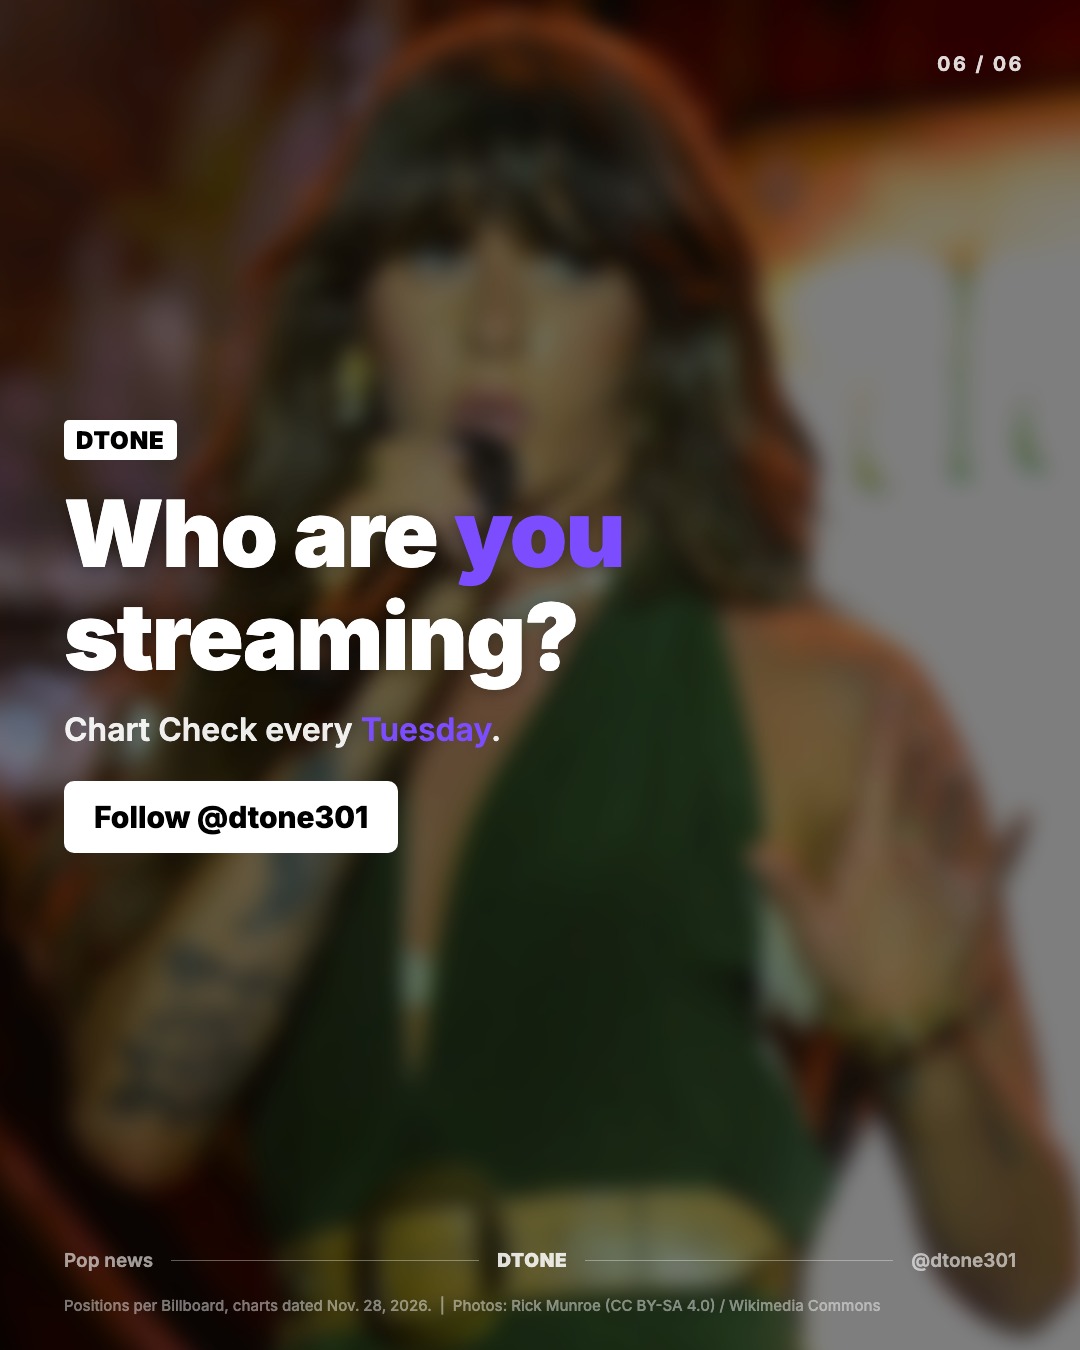 06 / 06
DTONE
Who are you
streaming?
Chart Check every Tuesday.
Follow @dtone301
Pop news
DTONE
@dtone301
Positions per Billboard, charts dated Nov. 28, 2026. | Photos: Rick Munroe (CC BY-SA 4.0) / Wikimedia Commons